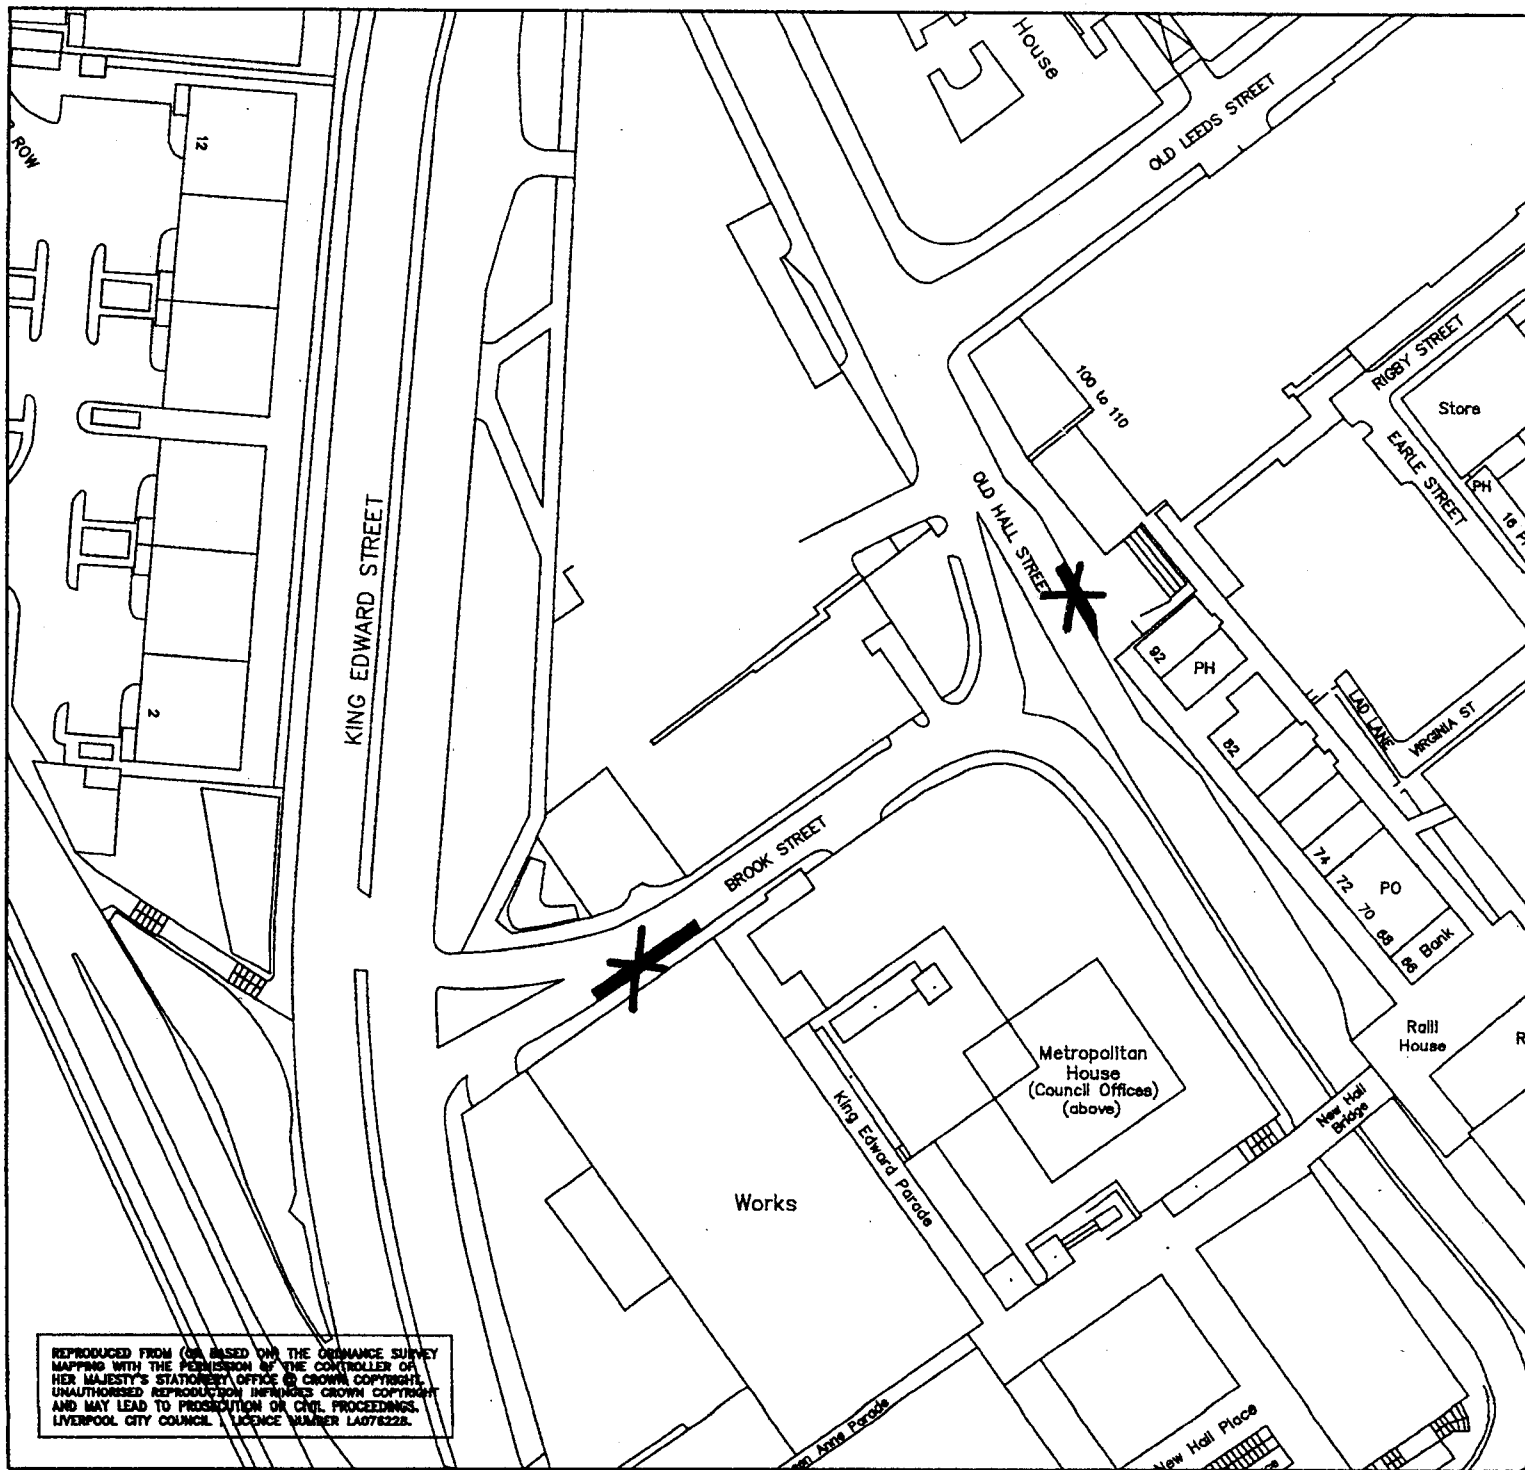 House
OLD LEEDS STREET
ROW
12
100 to 110
RIGBY STREET
Store
EARLE STREET
PH
OLD HALL STREET
KING EDWARD STREET
92
PH
2
82
LAD LANE
VIRGINIA ST
BROOK STREET
74
72
PO
70
68
66
Bank
Ralli
House
Metropolitan
House
(Council Offices)
(above)
New Hall
Bridge
King Edward Parade
Works
REPRODUCED FROM (OR BASED ON) THE ORDNANCE SURVEY
MAPPING WITH THE PERMISSION OF THE CONTROLLER OF
HER MAJESTY'S STATIONERY OFFICE © CROWN COPYRIGHT.
UNAUTHORISED REPRODUCTION INFRINGES CROWN COPYRIGHT
AND MAY LEAD TO PROSECUTION OR CIVIL PROCEEDINGS.
LIVERPOOL CITY COUNCIL , LICENCE NUMBER LA076228.
Anne Parade
New Hall Place